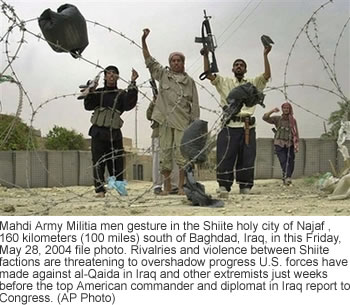 Mahdi Army Militia men gesture in the Shiite holy city of Najaf ,
160 kilometers (100 miles) south of Baghdad, Iraq, in this Friday,
May 28, 2004 file photo. Rivalries and violence between Shiite
factions are threatening to overshadow progress U.S. forces have
made against al-Qaida in Iraq and other extremists just weeks
before the top American commander and diplomat in Iraq report to
Congress. (AP Photo)